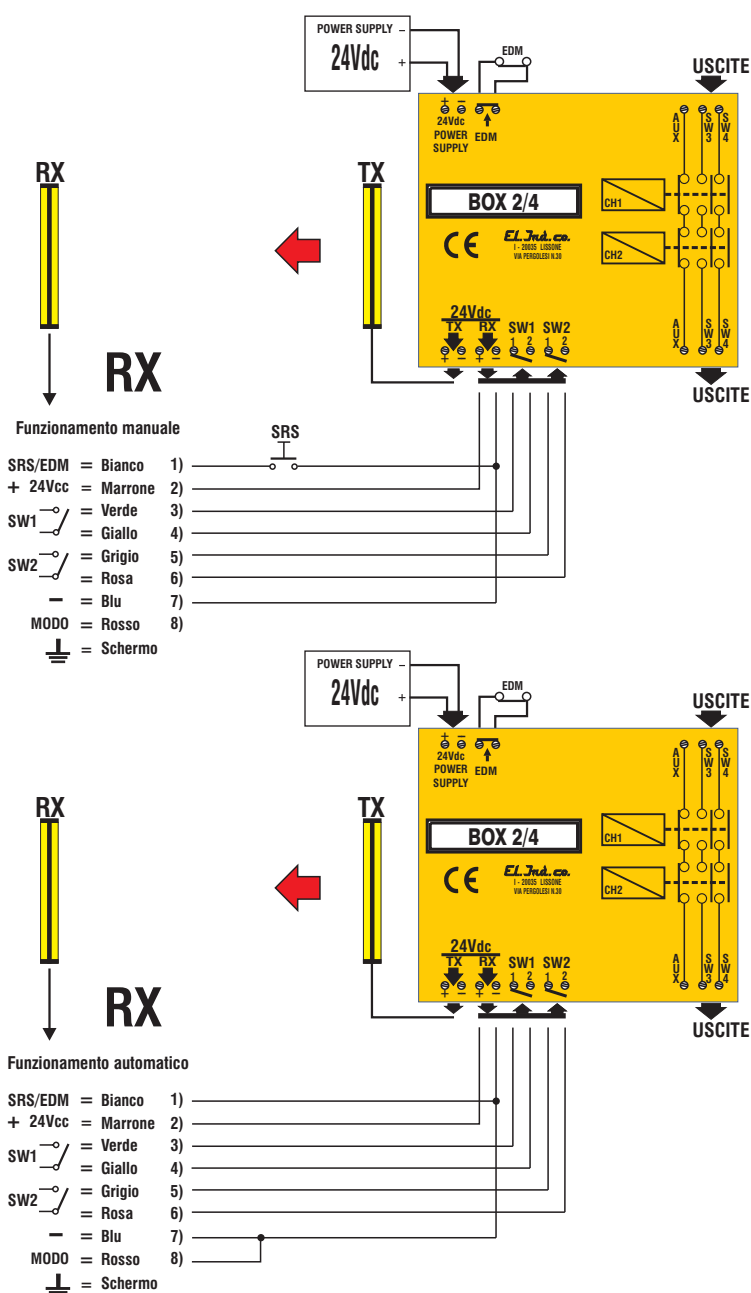 POWER SUPPLY –
24Vdc +
EDM
USCITE
+ –
24Vdc
POWER
SUPPLY
EDM
AUX SW3 SW4
RX
TX
BOX 2/4
CH1
CE
EL.Ind.co.
I - 20035 LISSONE
VIA PERGOLESI N.30
CH2
24Vdc
TX RX SW1 SW2
1 2 1 2
+ – + –
AUX SW3 SW4
USCITE
RX
Funzionamento manuale
SRS
SRS/EDM = Bianco 1)
+ 24Vcc = Marrone 2)
SW1 = Verde 3)
= Giallo 4)
SW2 = Grigio 5)
= Rosa 6)
– = Blu 7)
MODO = Rosso 8)
= Schermo
POWER SUPPLY –
24Vdc +
EDM
USCITE
+ –
24Vdc
POWER
SUPPLY
EDM
AUX SW3 SW4
RX
TX
BOX 2/4
CH1
CE
EL.Ind.co.
I - 20035 LISSONE
VIA PERGOLESI N.30
CH2
24Vdc
TX RX SW1 SW2
1 2 1 2
+ – + –
AUX SW3 SW4
USCITE
RX
Funzionamento automatico
SRS/EDM = Bianco 1)
+ 24Vcc = Marrone 2)
SW1 = Verde 3)
= Giallo 4)
SW2 = Grigio 5)
= Rosa 6)
– = Blu 7)
MODO = Rosso 8)
= Schermo